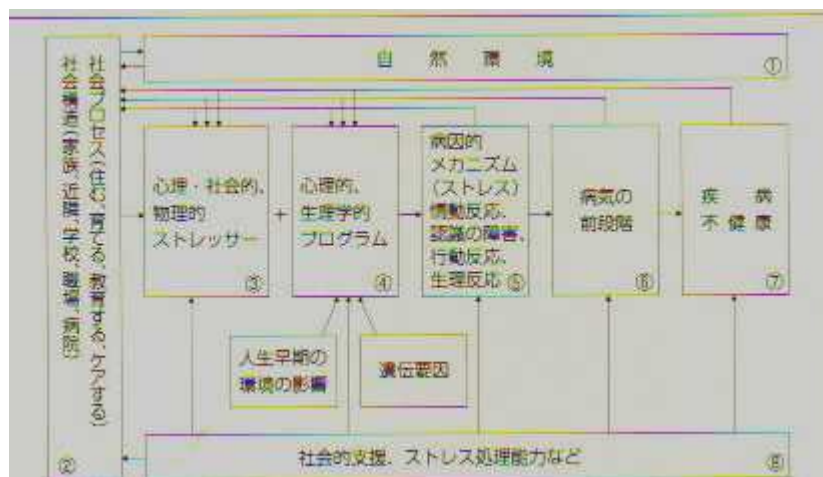 自然環境 ①
社会プロセス(住む、育てる、教育する、ケアする)
社会構造(家族、近隣、学校、職場、病院) ②
心理・社会的、
物理的
ストレッサー
③
+
心理的、
生理学的
プログラム
④
病因的
メカニズム
(ストレス)
情動反応、
認識の障害、
行動反応、
生理反応 ⑤
病気の
前段階
⑥
疾病
不健康
⑦
人生早期の
環境の影響
遺伝要因
社会的支援、ストレス処理能力など ⑧